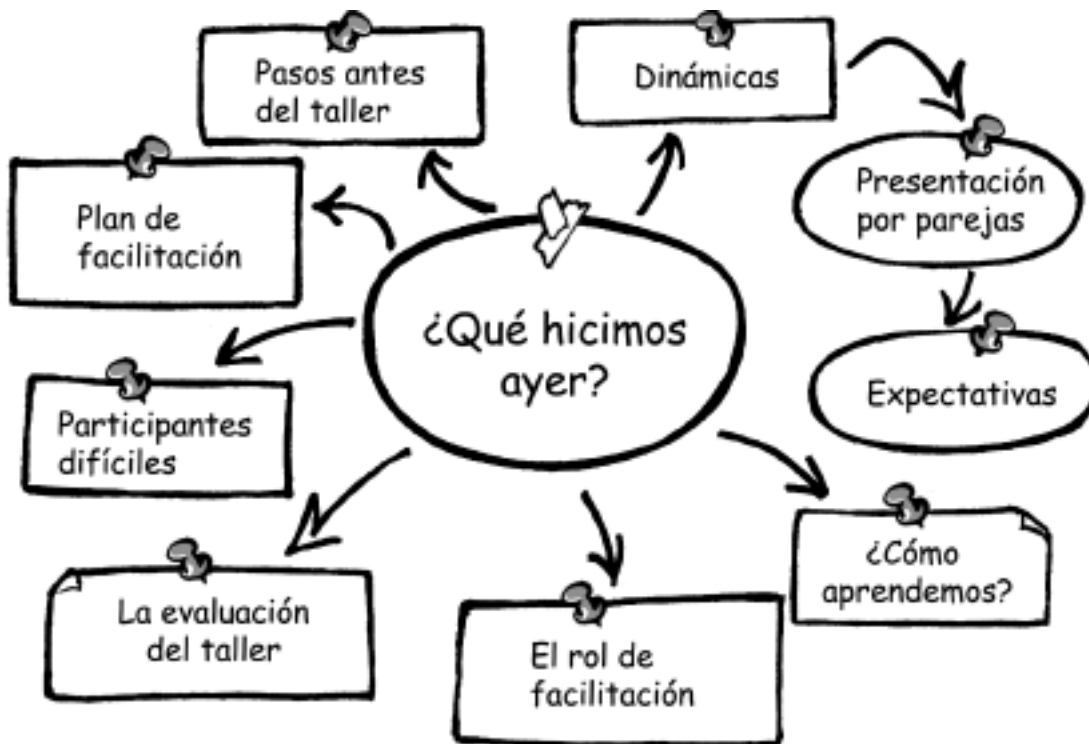 Pasos antes
del taller
Dinámicas
Presentación
por parejas
Plan de
facilitación
¿Qué hicimos
ayer?
Expectativas
Participantes
difíciles
¿Cómo
aprendemos?
La evaluación
del taller
El rol de
facilitación